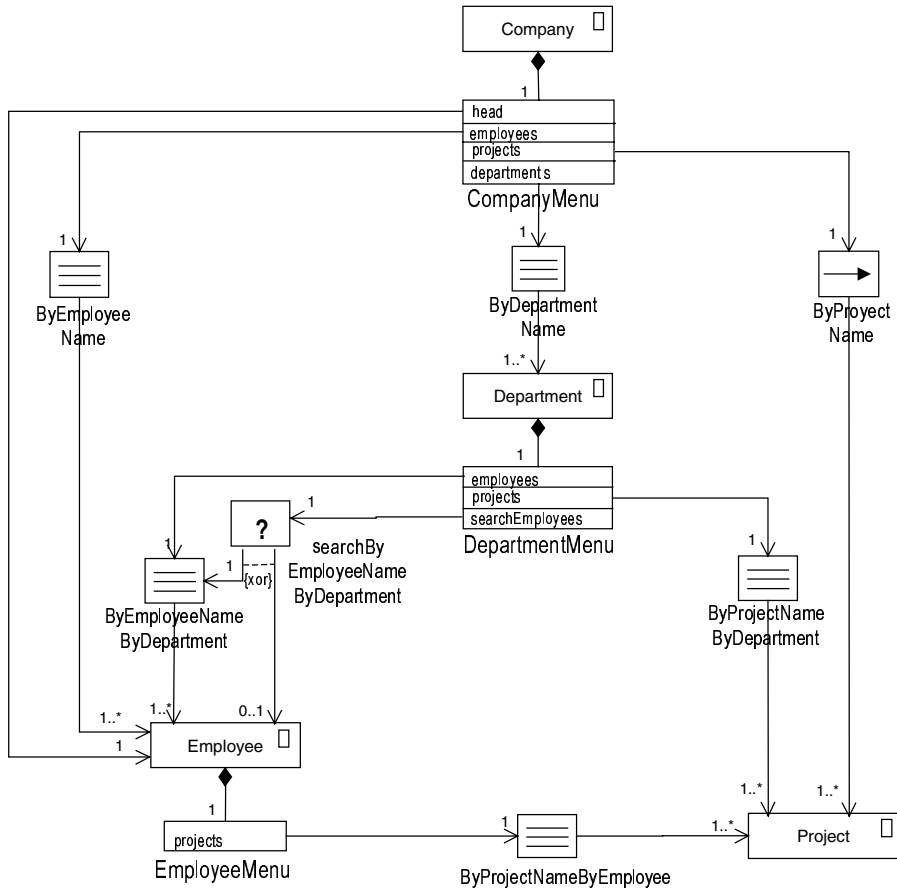 Company
1
head
employees
projects
departments
CompanyMenu
1
1
1
ByEmployee
Name
ByDepartment
Name
ByProyect
Name
1..*
Department
1
employees
projects
searchEmployees
DepartmentMenu
1
?
searchBy
EmployeeName
ByDepartment
1
1
{xor}
1
ByEmployeeName
ByDepartment
ByProjectName
ByDepartment
1..*
1..*
0..1
1
Employee
1
projects
EmployeeMenu
1
ByProjectNameByEmployee
1..*
1..*
1..*
Project